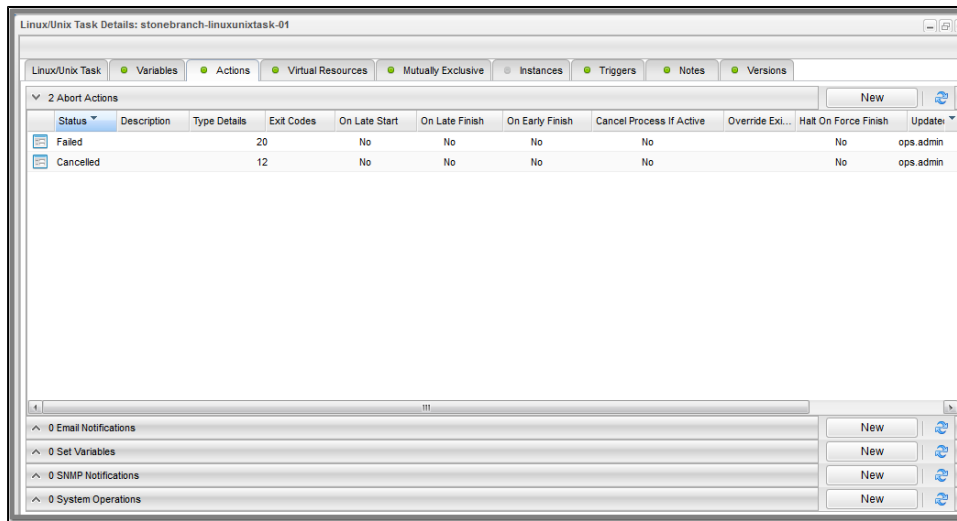 Linux/Unix Task Details: stonebranch-linuxunixtask-01
Linux/Unix Task Variables Actions Virtual Resources Mutually Exclusive Instances Triggers Notes Versions
2 Abort Actions New
Status Description Type Details Exit Codes On Late Start On Late Finish On Early Finish Cancel Process If Active Override Exi... Halt On Force Finish Update
Failed 20 No No No No No ops.admin
Cancelled 12 No No No No No ops.admin
0 Email Notifications New
0 Set Variables New
0 SNMP Notifications New
0 System Operations New